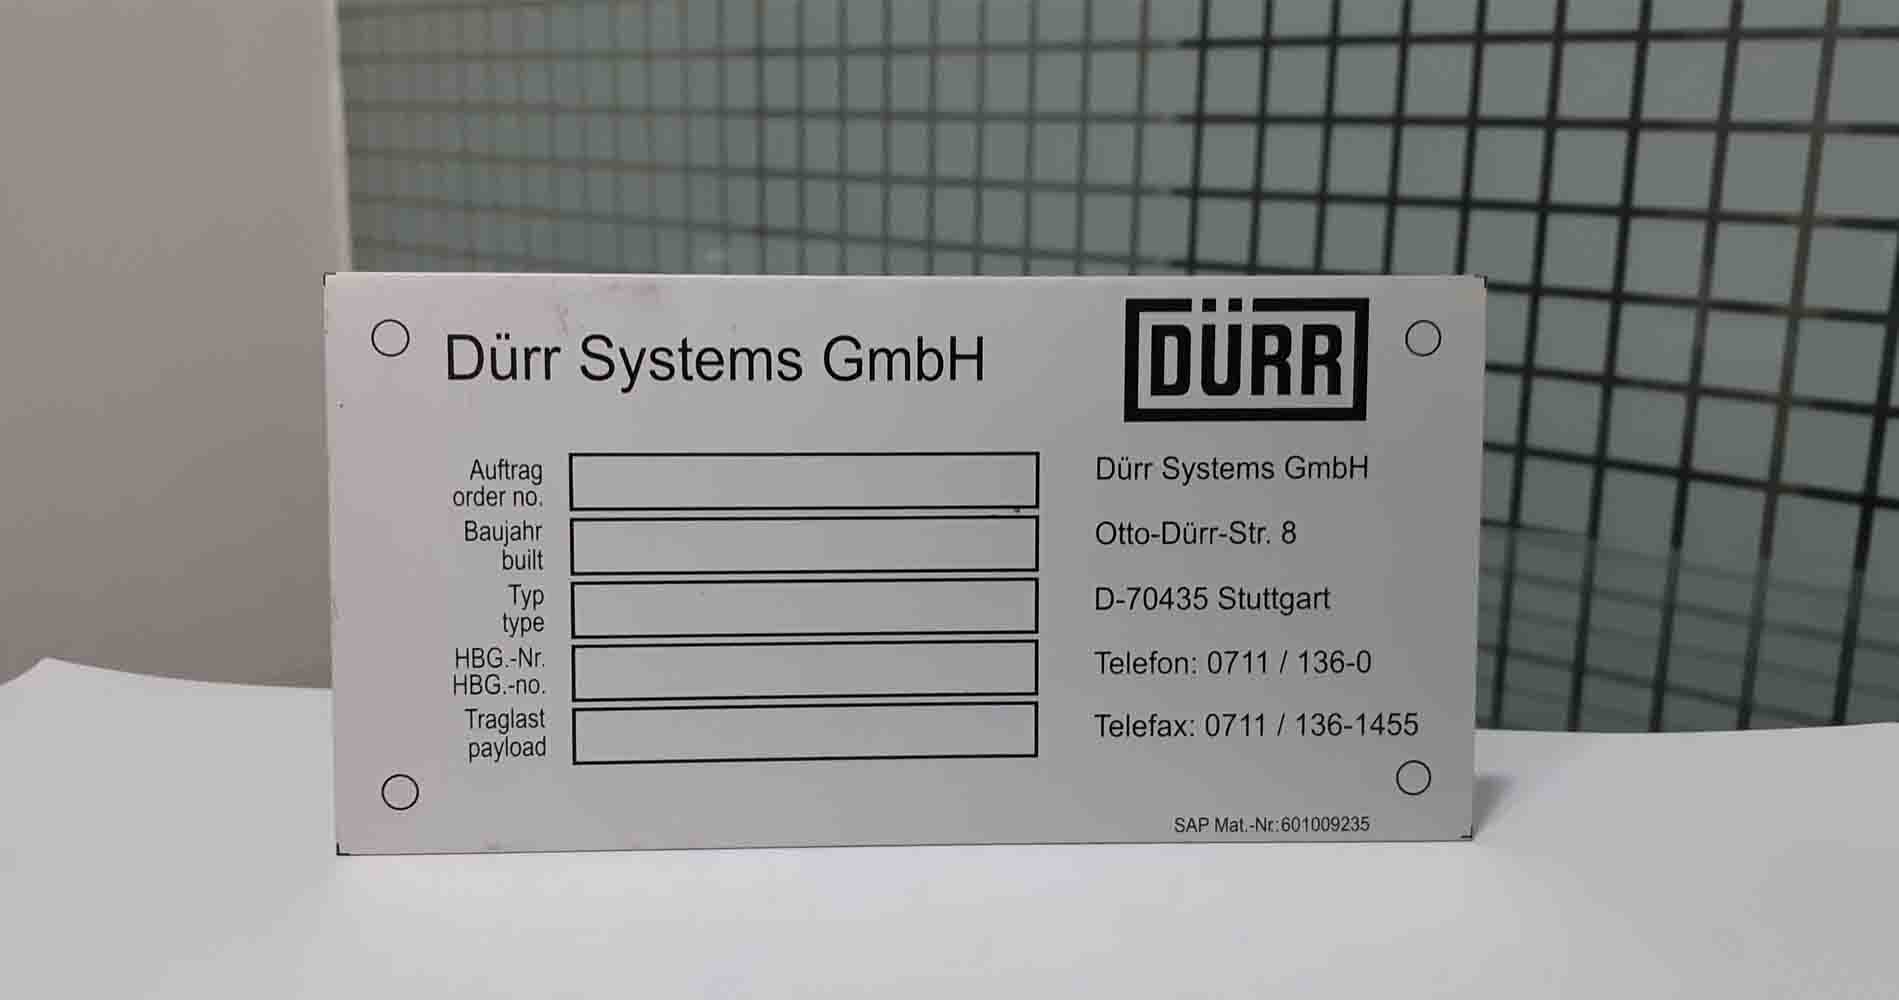 Dürr Systems GmbH
DÜRR
Auftrag
order no.
Baujahr
built
Typ
type
HBG.-Nr.
HBG.-no.
Traglast
payload
Dürr Systems GmbH
Otto-Dürr-Str. 8
D-70435 Stuttgart
Telefon: 0711 / 136-0
Telefax: 0711 / 136-1455
SAP Mat.-Nr.:601009235